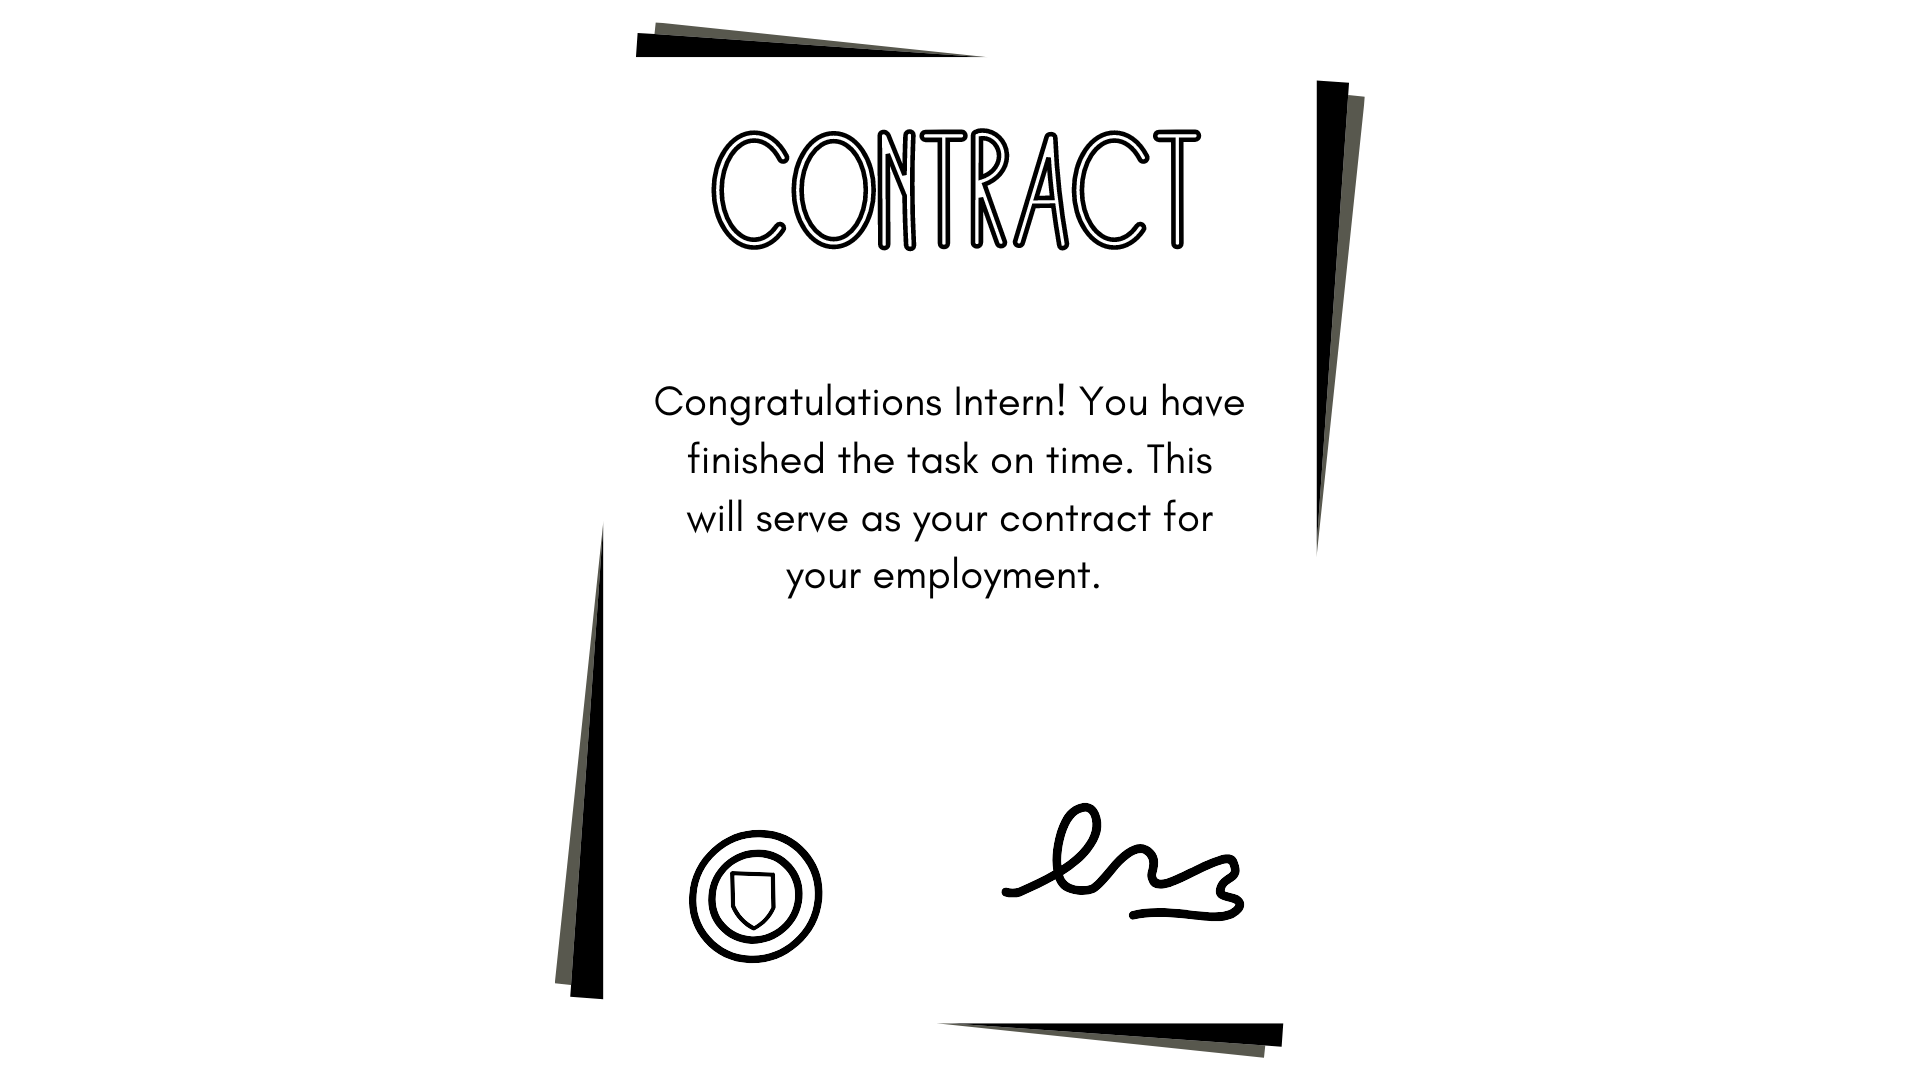 CONTRACT
Congratulations Intern! You have
finished the task on time. This
will serve as your contract for
your employment.